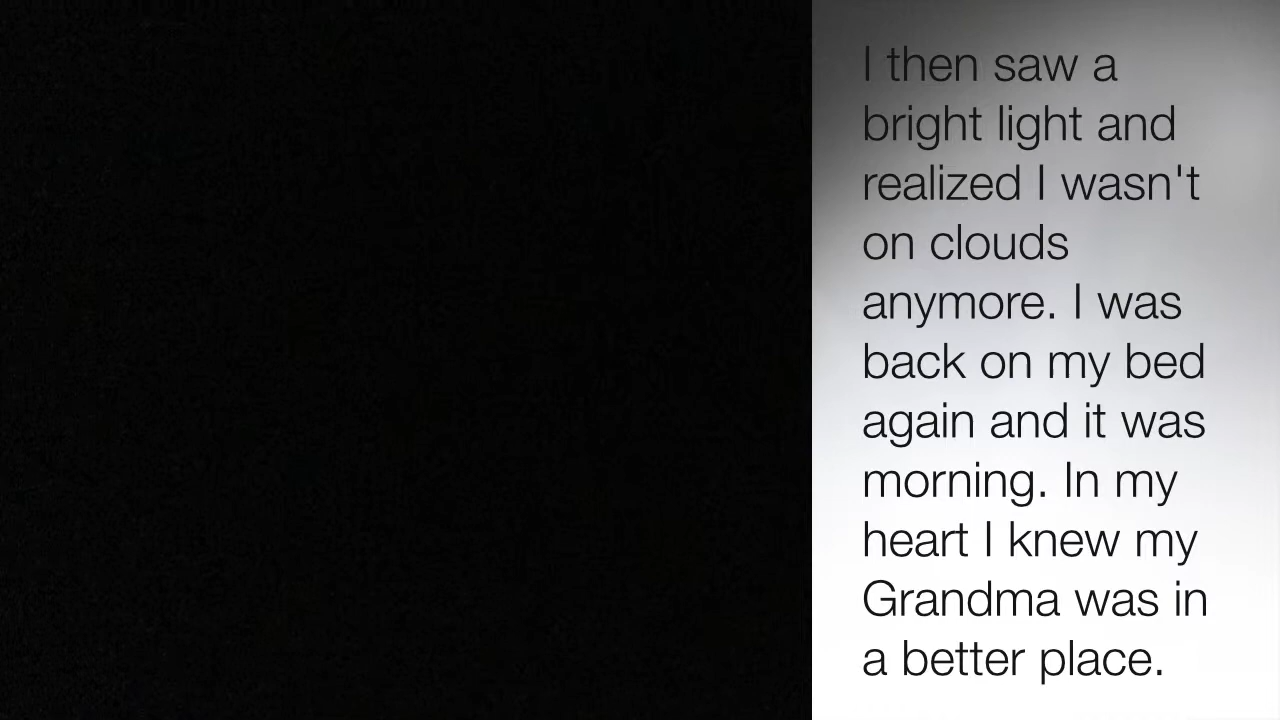 I then saw a
bright light and
realized I wasn't
on clouds
anymore. I was
back on my bed
again and it was
morning. In my
heart I knew my
Grandma was in
a better place.